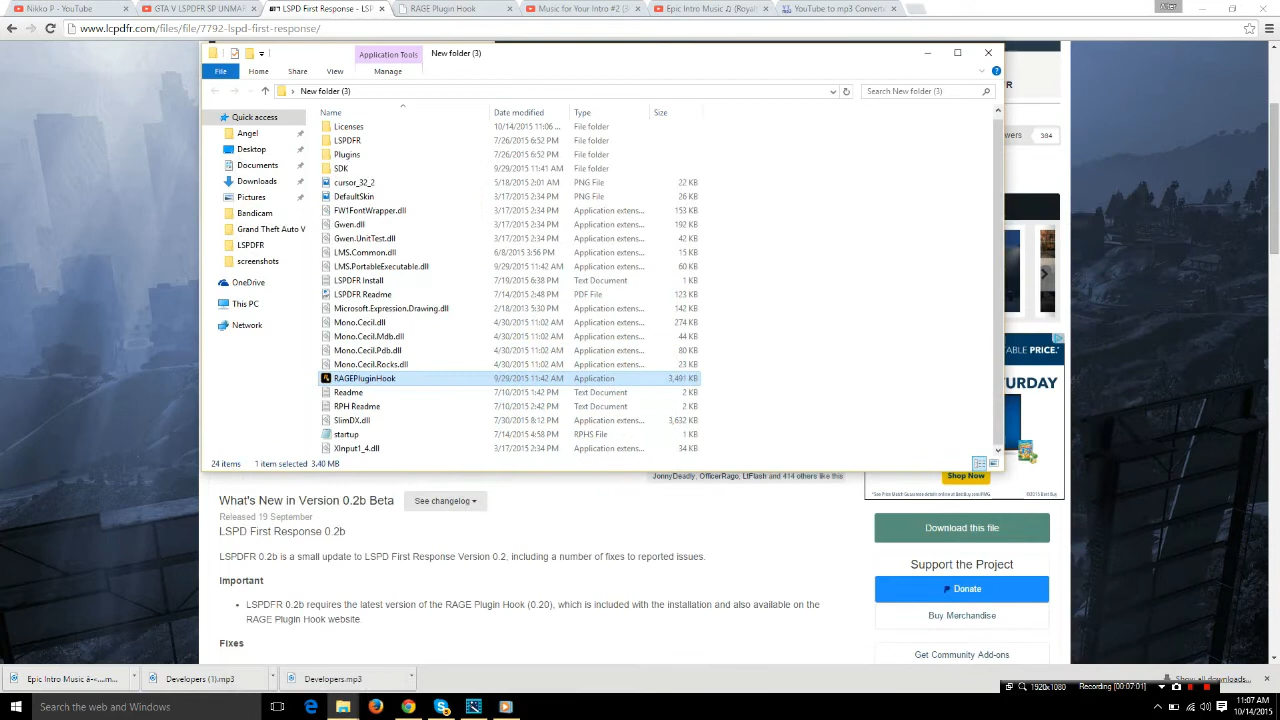 Nikko P - YouTube
GTA V LSPDFR SP UNMAR
LSPD First Response - LSP
RAGE Plugin Hook
Music for Your Intro #2 (3
Epic Intro Music ♫ (Royalt
YouTube to mp3 Convert
www.lcpdfr.com/files/file/7792-lspd-first-response/
Application Tools
New folder (3)
File
Home
Share
View
Manage
New folder (3)
Search New folder (3)
Name
Date modified
Type
Size
Quick access
Angel
Desktop
Documents
Downloads
Pictures
Bandicam
Grand Theft Auto V
LSPDFR
screenshots
OneDrive
This PC
Network
Licenses 10/14/2015 11:06 ... File folder
LSPDFR 7/26/2015 6:52 PM File folder
Plugins 7/26/2015 6:52 PM File folder
SDK 9/29/2015 11:41 AM File folder
cursor_32_2 5/18/2015 2:01 AM PNG File 22 KB
DefaultSkin 3/17/2015 2:34 PM PNG File 26 KB
FW1FontWrapper.dll 3/17/2015 2:34 PM Application extens... 153 KB
Gwen.dll 3/17/2015 2:34 PM Application extens... 192 KB
Gwen.UnitTest.dll 3/17/2015 2:34 PM Application extens... 42 KB
LMS.Common.dll 6/8/2015 3:56 PM Application extens... 15 KB
LMS.PortableExecutable.dll 9/29/2015 11:42 AM Application extens... 60 KB
LSPDFR Install 7/19/2015 6:38 PM Text Document 1 KB
LSPDFR Readme 7/14/2015 2:48 PM PDF File 123 KB
Microsoft.Expression.Drawing.dll 2/18/2013 5:30 PM Application extens... 142 KB
Mono.Cecil.dll 4/30/2015 11:02 AM Application extens... 274 KB
Mono.Cecil.Mdb.dll 4/30/2015 11:02 AM Application extens... 44 KB
Mono.Cecil.Pdb.dll 4/30/2015 11:02 AM Application extens... 80 KB
Mono.Cecil.Rocks.dll 4/30/2015 11:02 AM Application extens... 23 KB
RAGEPluginHook 9/29/2015 11:42 AM Application 3,491 KB
Readme 7/10/2015 1:42 PM Text Document 2 KB
RPH Readme 7/10/2015 2:42 PM Text Document 2 KB
SlimDX.dll 7/30/2015 8:12 PM Application extens... 3,632 KB
startup 7/14/2015 4:58 PM RPHS File 1 KB
XInput1_4.dll 3/17/2015 2:34 PM Application extens... 34 KB
24 items 1 item selected 3.40 MB
R
wers 394
TABLE PRICE.
URDAY
Shop Now
JonnyDeadly, OfficerRago, LtFlash and 414 others like this
What's New in Version 0.2b Beta
See changelog
Released 19 September
LSPD First Response 0.2b
LSPDFR 0.2b is a small update to LSPD First Response Version 0.2, including a number of fixes to reported issues.
Important
• LSPDFR 0.2b requires the latest version of the RAGE Plugin Hook (0.20), which is included with the installation and also available on the
RAGE Plugin Hook website.
Fixes
Download this file
Support the Project
Donate
Buy Merchandise
Get Community Add-ons
Developers (1).mp3
Developers.mp3
Show all downloads...
1920x1080
Recording [00:07:01]
Search the web and Windows
11:07 AM
10/14/2015